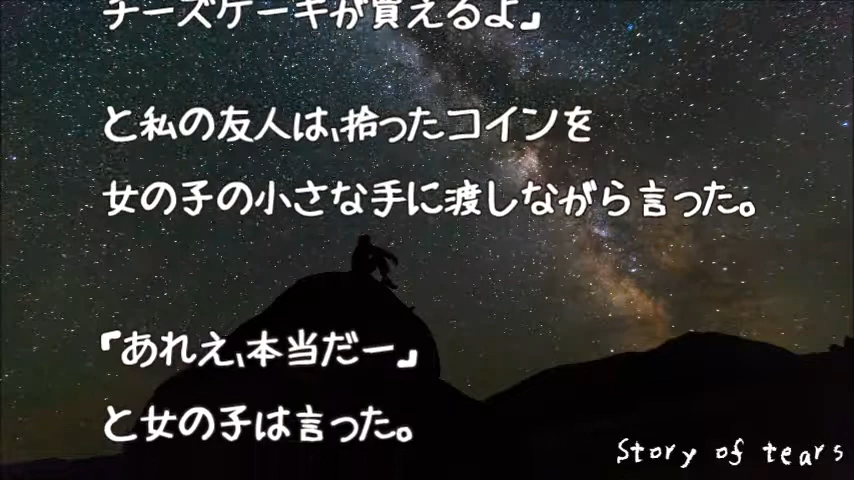 チーズケーキが買えるよ」
と私の友人は、拾ったコインを
女の子の小さな手に渡しながら言った。
「あれえ、本当だー」
と女の子は言った。
Story of tears